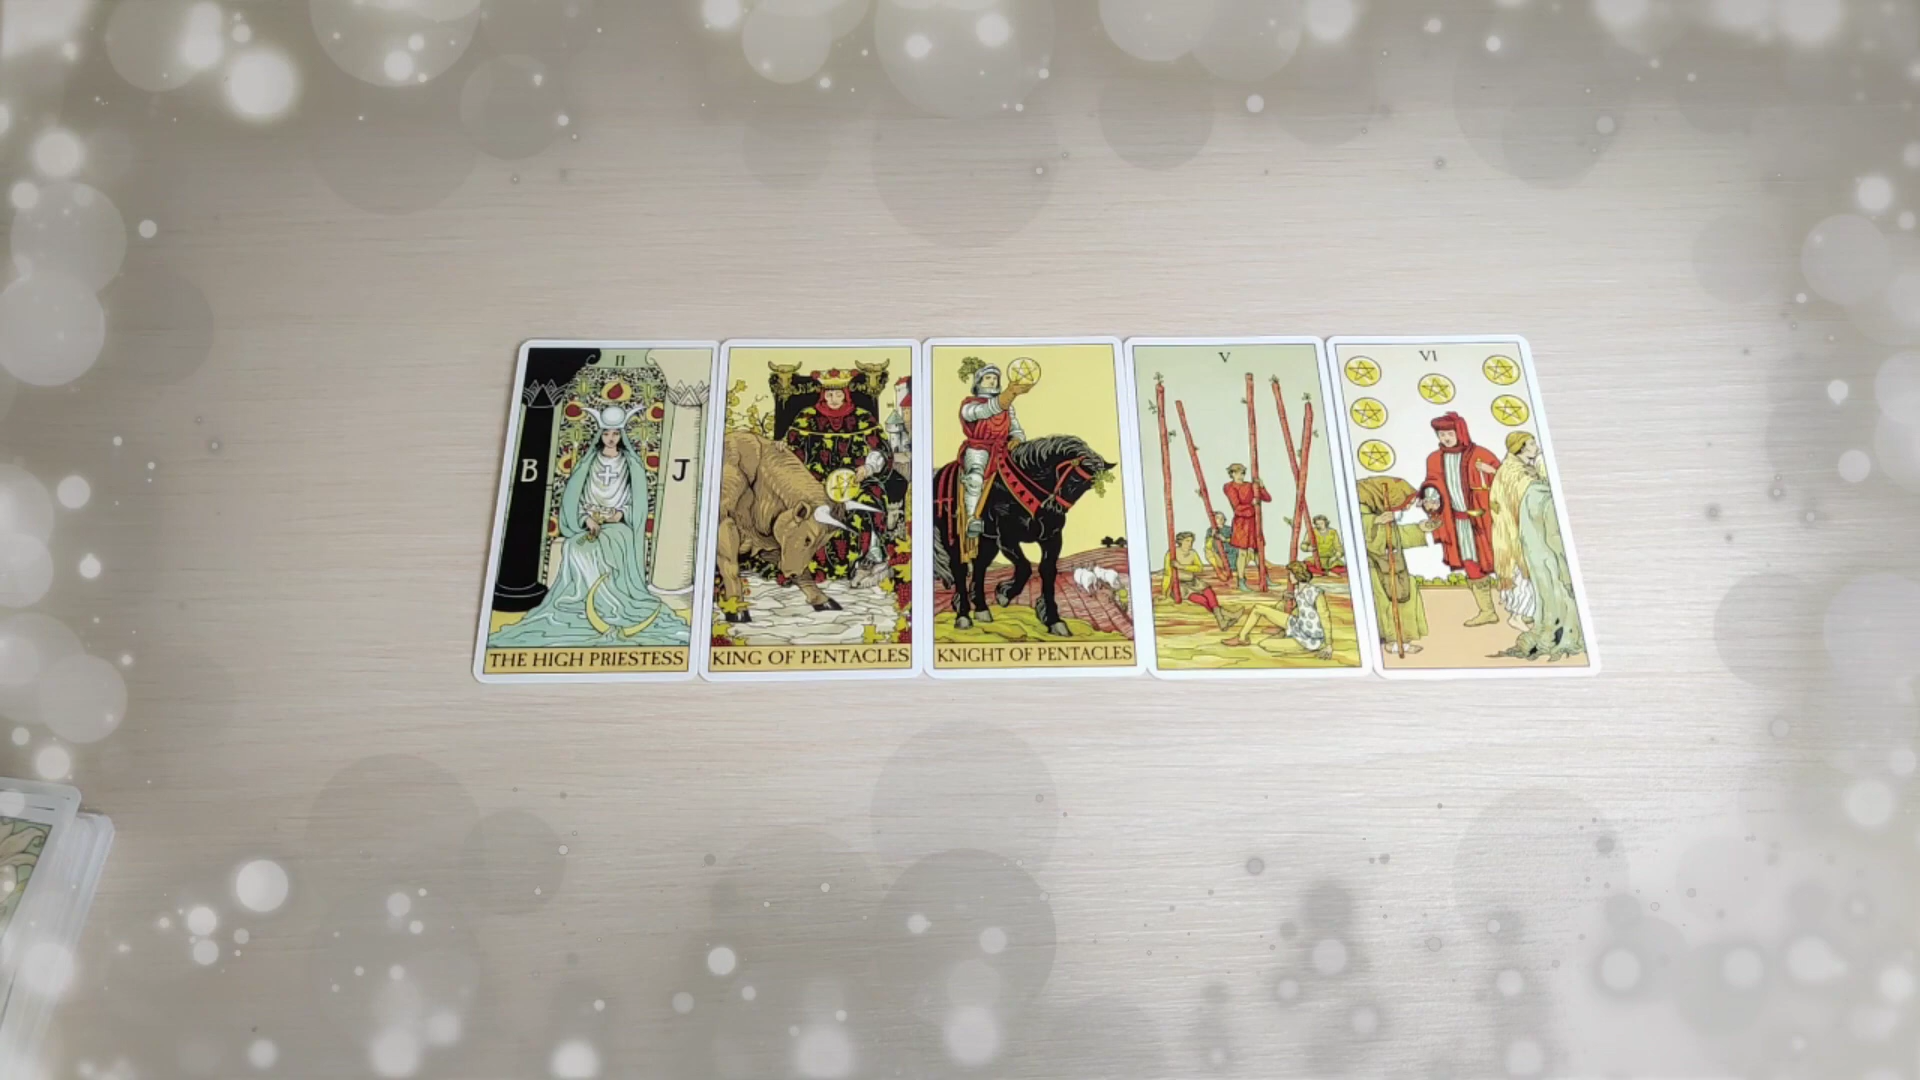 II
B
J
THE HIGH PRIESTESS
KING OF PENTACLES
KNIGHT OF PENTACLES
V
VI